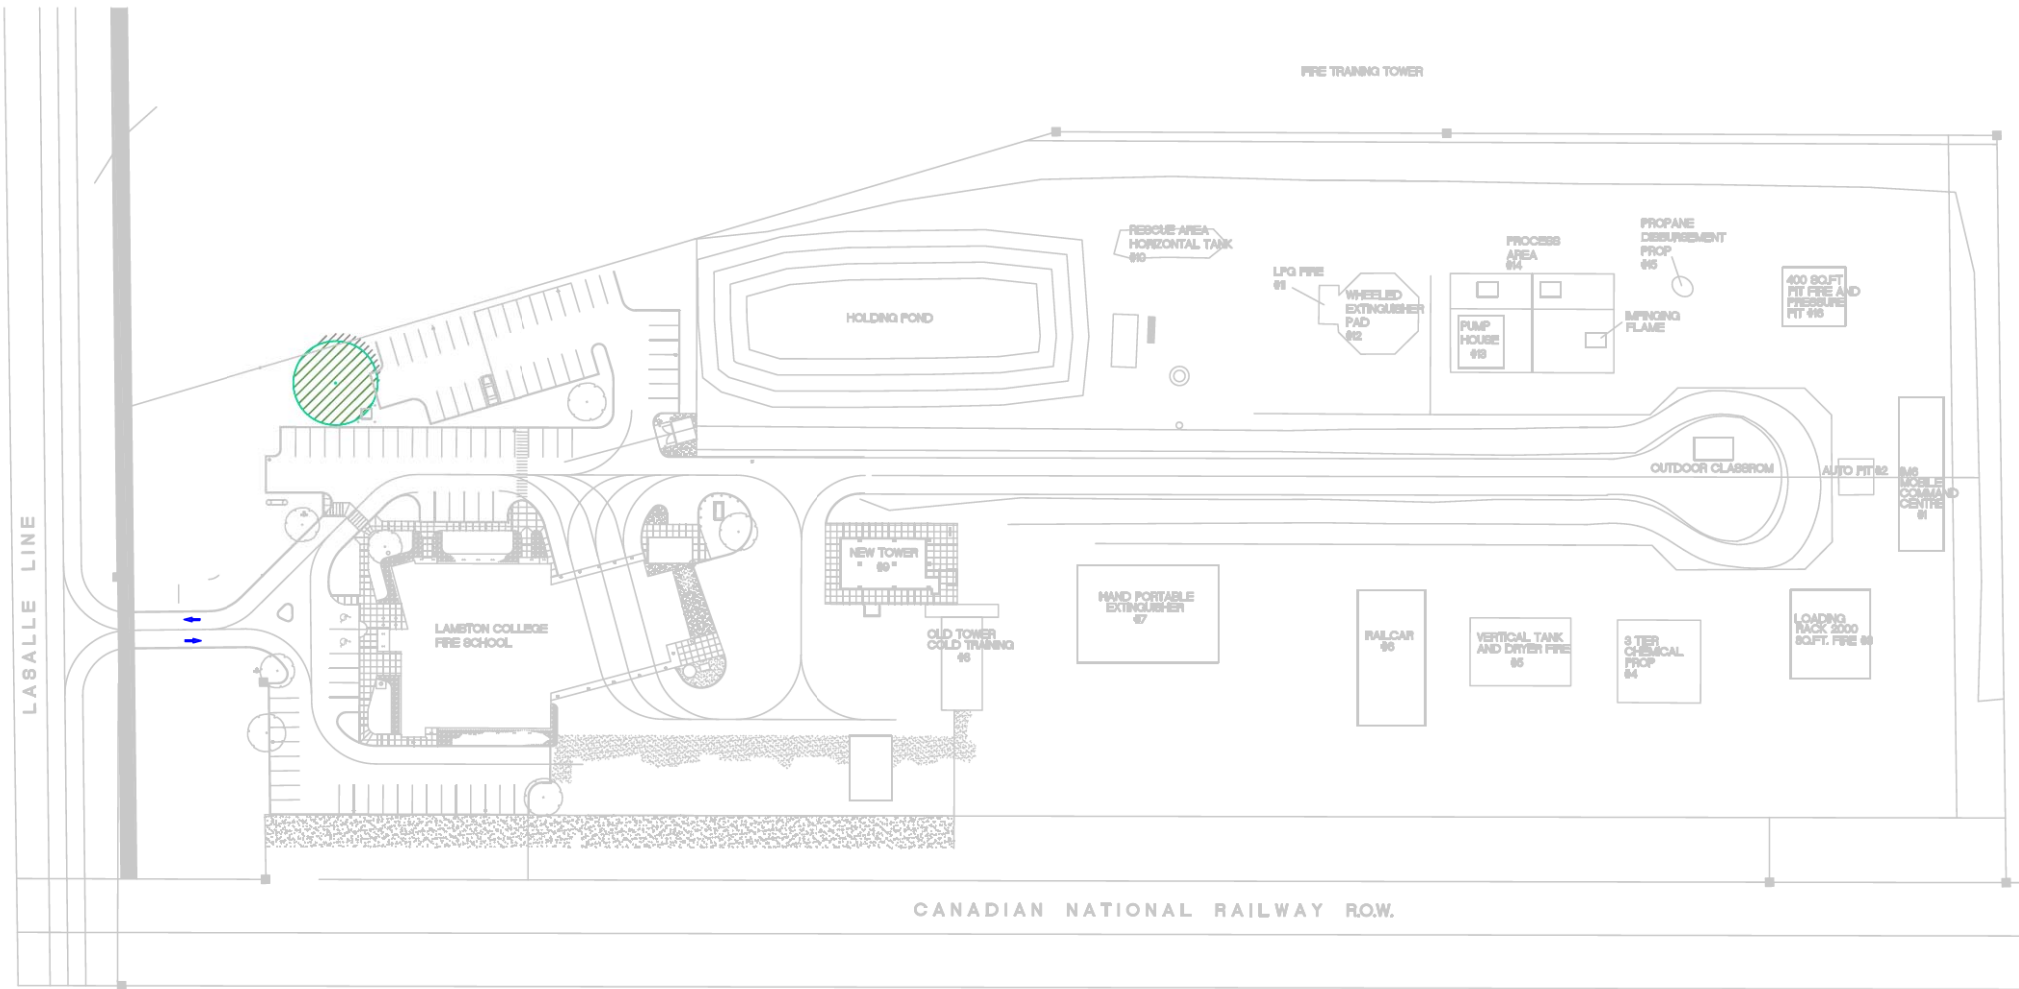 FIRE TRAINING TOWER
RESCUE AREA
HORIZONTAL TANK
#10
LPG FIRE
WHEELED
EXTINGUISHER
PAD
#12
PROCESS
AREA
#14
PROPANE
DISBURSEMENT
PROP
#15
PUMP
HOUSE
#13
IMPINGING
FLAME
400 SQ.FT
PIT FIRE AND
PRESSURE
PIT #16
HOLDING POND
OUTDOOR CLASSROM
AUTO PIT #2
MOBILE
COMMAND
CENTRE
#1
LASALLE LINE
LAMBTON COLLEGE
FIRE SCHOOL
NEW TOWER
#9
OLD TOWER
COLD TRAINING
HAND PORTABLE
EXTINGUISHER
#7
RAILCAR
#6
VERTICAL TANK
AND DRYER FIRE
#5
3 TIER
CHEMICAL
PROP
#4
LOADING
RACK 2000
SQ.FT. FIRE #3
CANADIAN NATIONAL RAILWAY R.O.W.